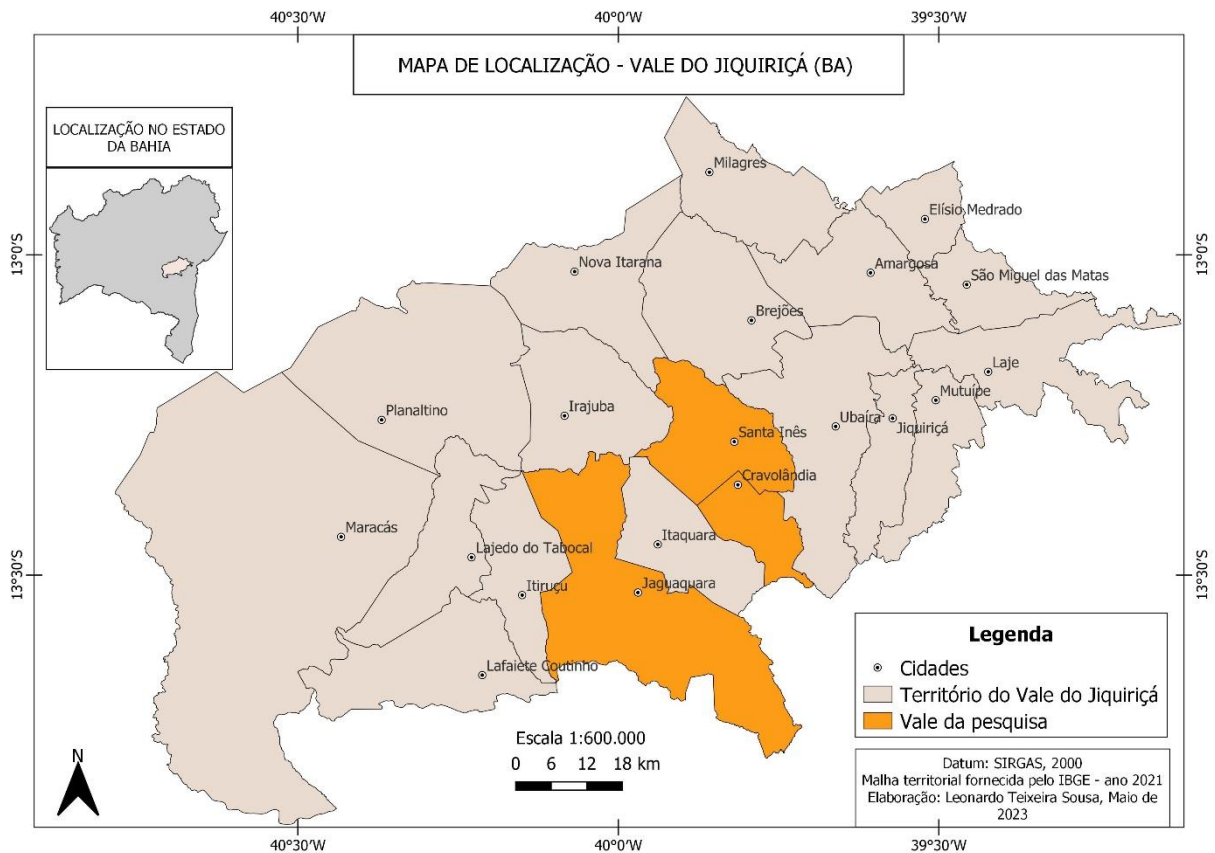 40°30'W 40°0'W 39°30'W
MAPA DE LOCALIZAÇÃO - VALE DO JIQUIRIÇÁ (BA)
LOCALIZAÇÃO NO ESTADO
DA BAHIA
Milagres
Elísio Medrado
13°0'S
13°0'S
Nova Itarana
Amargosa
São Miguel das Matas
Brejões
Laje
Mutuípe
Planaltino
Irajuba
Ubaíra
Jiquiriçá
Santa Inês
Cravolândia
Maracás
Itaquara
Lajedo do Tabocal
13°30'S
13°30'S
Itiruçu
Jaguaquara
Lafaiete Coutinho
Legenda
Cidades
Território do Vale do Jiquiriçá
Vale da pesquisa
Escala 1:600.000
0 6 12 18 km
N
Datum: SIRGAS, 2000
Malha territorial fornecida pelo IBGE - ano 2021
Elaboração: Leonardo Teixeira Sousa, Maio de
2023
40°30'W 40°0'W 39°30'W